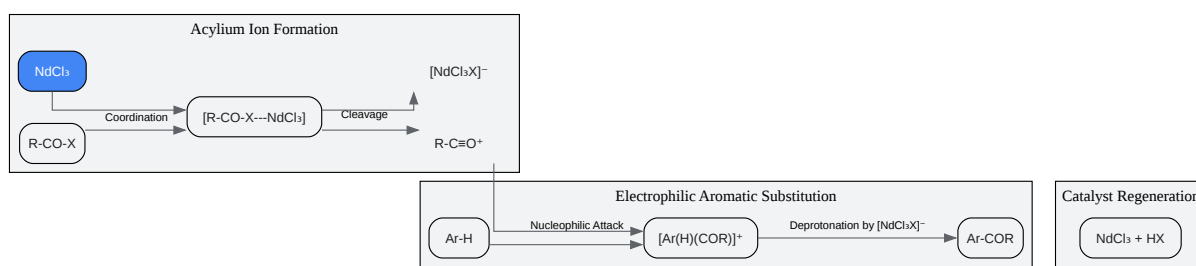 Acylium Ion Formation
NdCl₃
[NdCl₃X]⁻
Coordination
[R-CO-X---NdCl₃]
Cleavage
R-CO-X
R-C≡O⁺
Electrophilic Aromatic Substitution
Catalyst Regeneration
Ar-H
Nucleophilic Attack
[Ar(H)(COR)]⁺
Deprotonation by [NdCl₃X]⁻
Ar-COR
NdCl₃ + HX